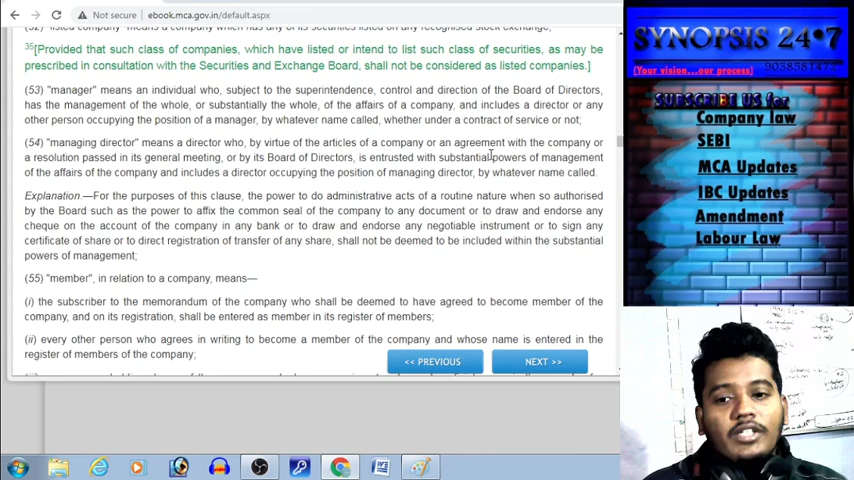 Not secure
ebook.mca.gov.in/default.aspx
(52) "listed company" means a company which has any of its securities listed on any recognised stock exchange;
35[Provided that such class of companies, which have listed or intend to list such class of securities, as may be
prescribed in consultation with the Securities and Exchange Board, shall not be considered as listed companies.]
(53) "manager" means an individual who, subject to the superintendence, control and direction of the Board of Directors,
has the management of the whole, or substantially the whole, of the affairs of a company, and includes a director or any
other person occupying the position of a manager, by whatever name called, whether under a contract of service or not;
(54) "managing director" means a director who, by virtue of the articles of a company or an agreement with the company or
a resolution passed in its general meeting, or by its Board of Directors, is entrusted with substantial powers of management
of the affairs of the company and includes a director occupying the position of managing director, by whatever name called.
Explanation.—For the purposes of this clause, the power to do administrative acts of a routine nature when so authorised
by the Board such as the power to affix the common seal of the company to any document or to draw and endorse any
cheque on the account of the company in any bank or to draw and endorse any negotiable instrument or to sign any
certificate of share or to direct registration of transfer of any share, shall not be deemed to be included within the substantial
powers of management;
(55) "member", in relation to a company, means—
(i) the subscriber to the memorandum of the company who shall be deemed to have agreed to become member of the
company, and on its registration, shall be entered as member in its register of members;
(ii) every other person who agrees in writing to become a member of the company and whose name is entered in the
register of members of the company;
<< PREVIOUS
NEXT >>
SYNOPSIS 24*7
(Your vision...our process)
9038581472
SUBSCRIBE US for
Company law
SEBI
MCA Updates
IBC Updates
Amendment
Labour Law